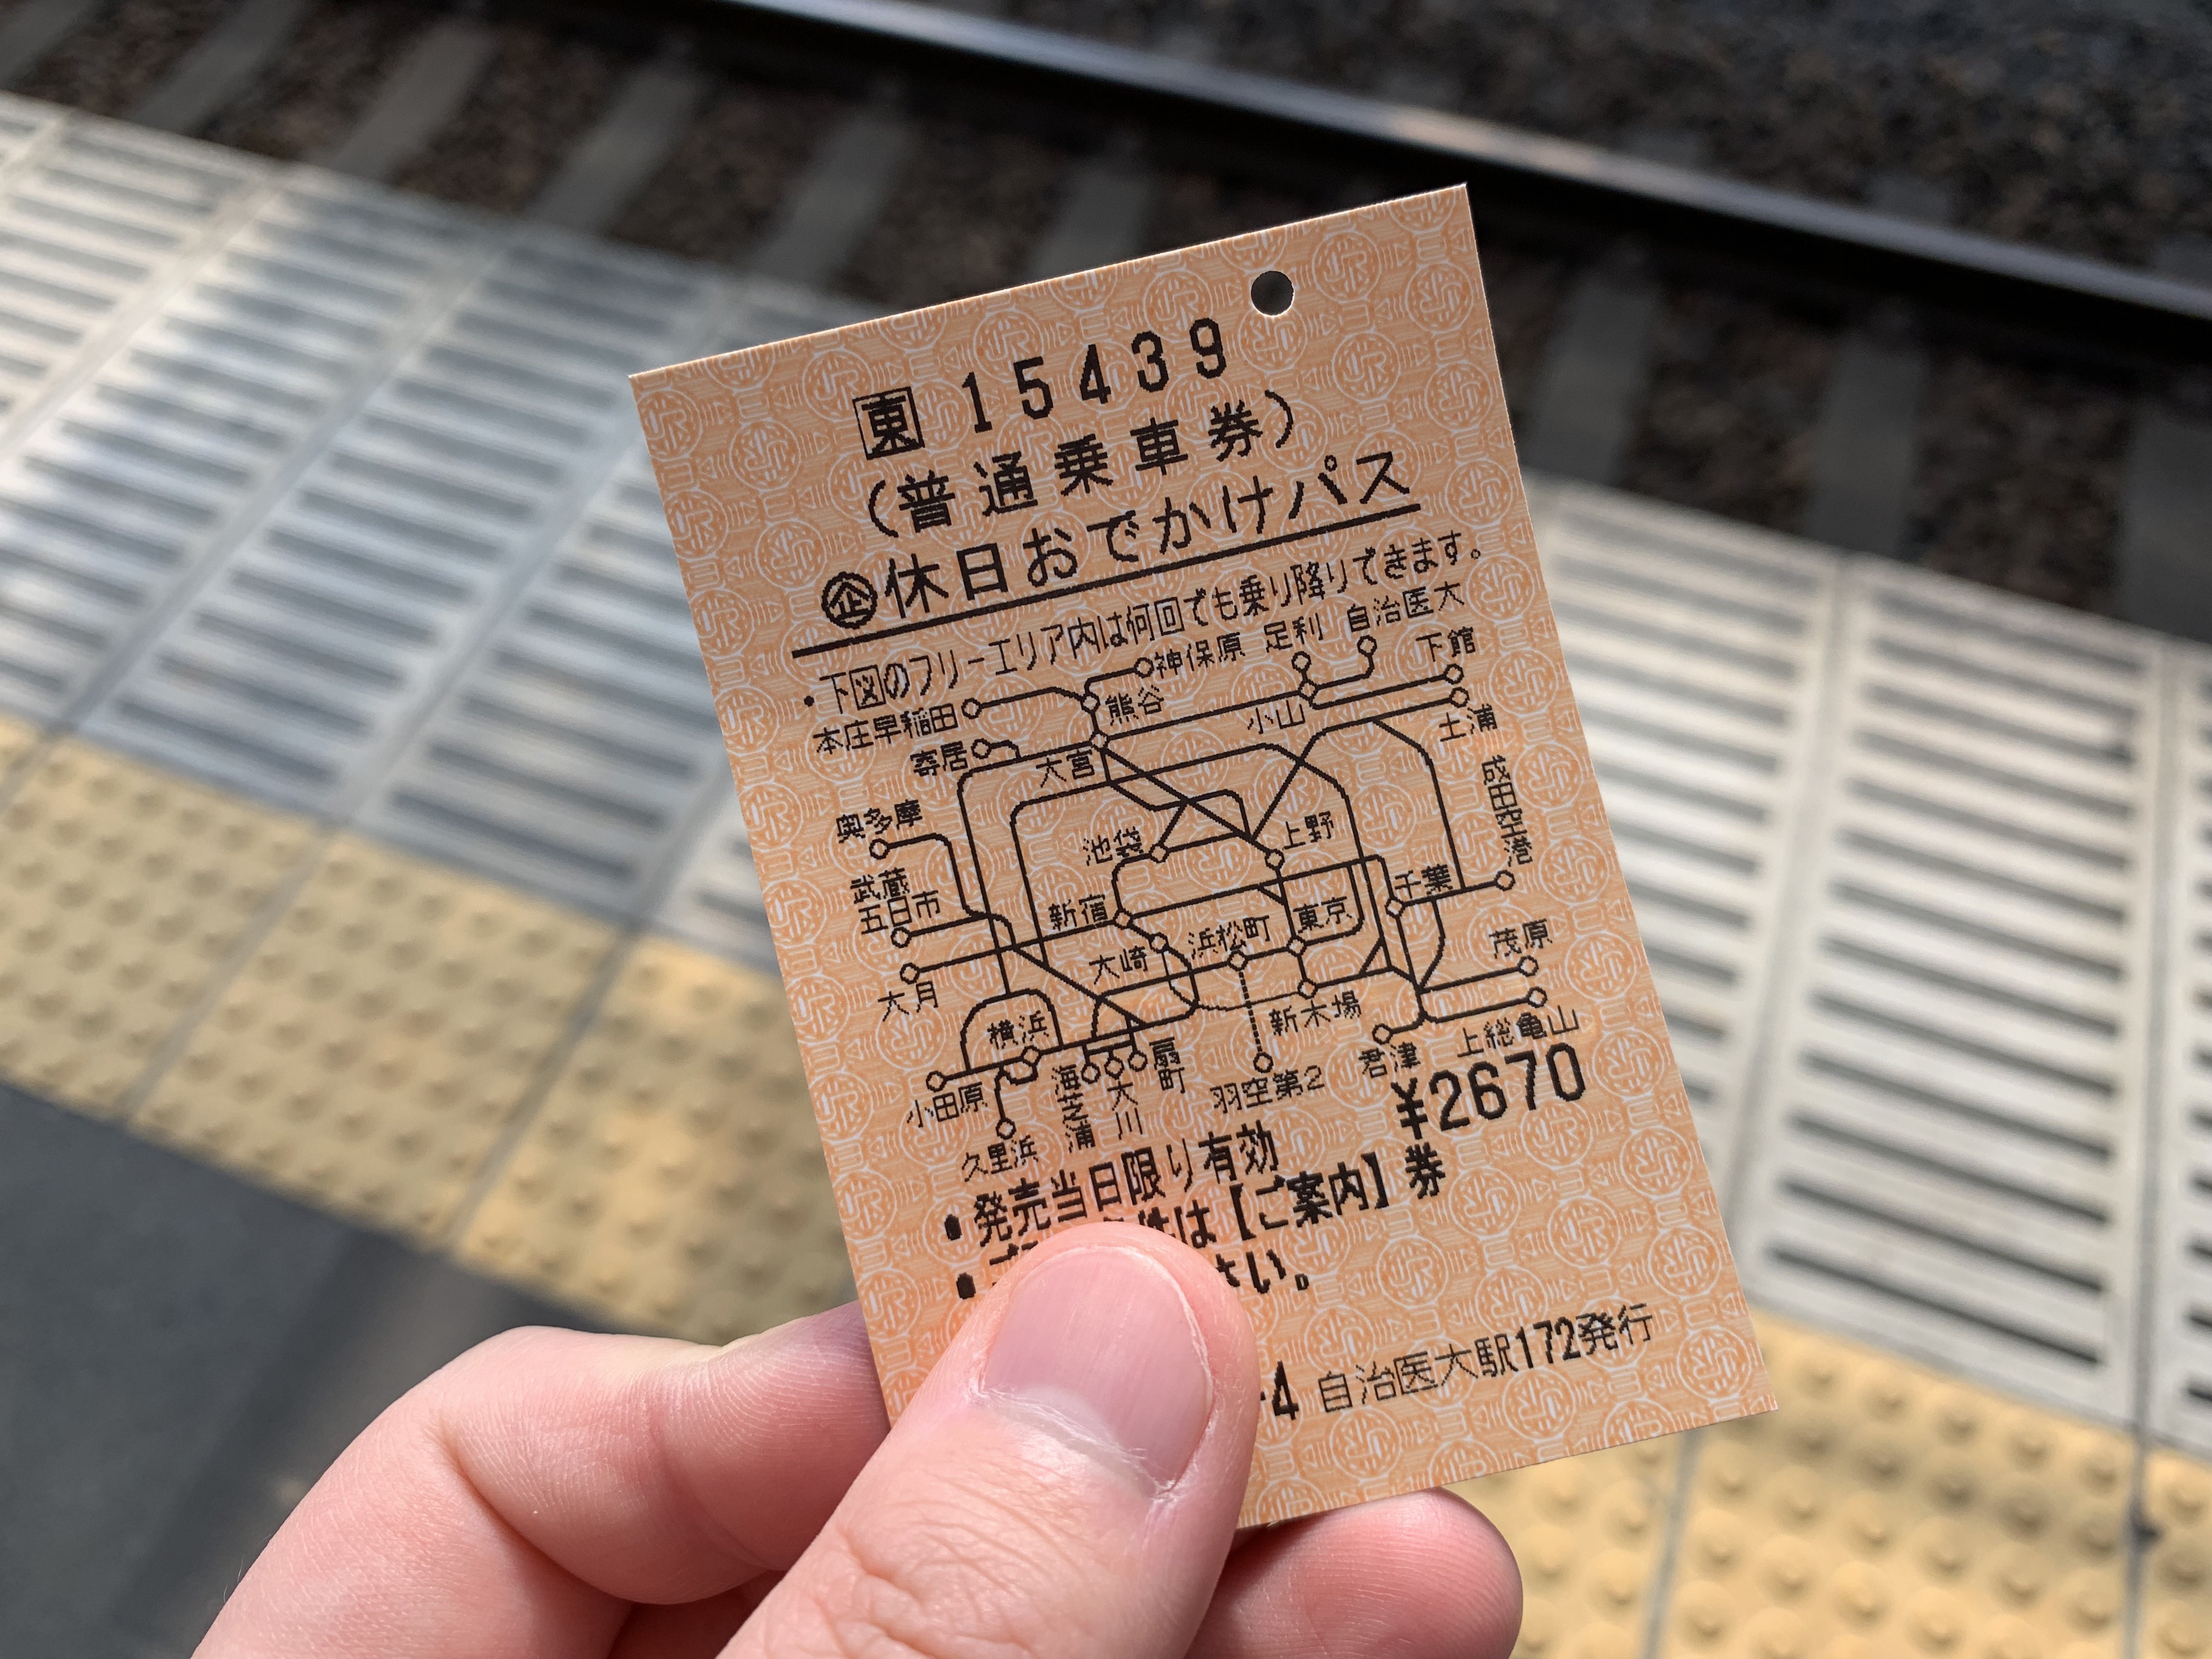 東 15439
(普通乗車券)
企休日おでかけパス
・下図のフリーエリア内は何回でも乗り降りできます。
神保原 足利 自治医大
本庄早稲田 熊谷 小山 下館
寄居 大宮 土浦
奥多摩 池袋 上野 成田空港
武蔵五日市 新宿 東京 千葉
大月 大崎 浜松町 茂原
横浜 新木場
小田原 海芝浦 大川 扇町 羽空第2 君津 上総亀山
久里浜
¥2670
●発売当日限り有効
は【ご案内】券
さい。
-4 自治医大駅172発行